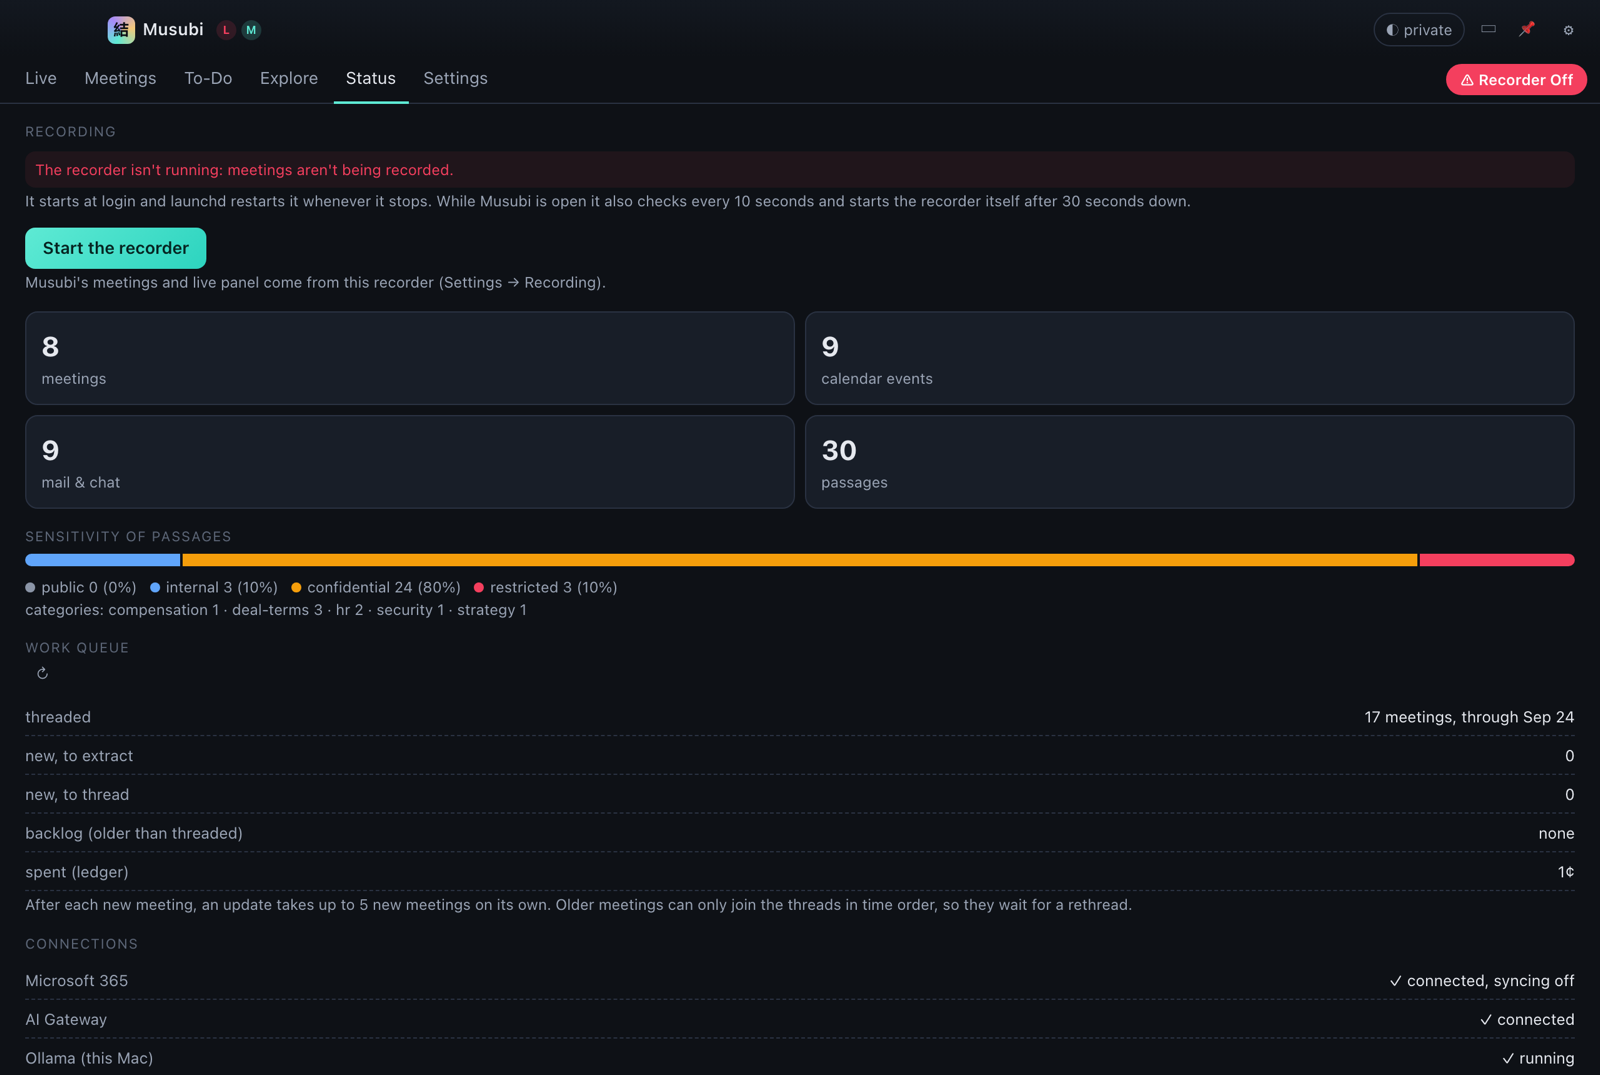 結 Musubi L M
private
Live Meetings To-Do Explore Status Settings
Recorder Off
RECORDING
The recorder isn't running: meetings aren't being recorded.
It starts at login and launchd restarts it whenever it stops. While Musubi is open it also checks every 10 seconds and starts the recorder itself after 30 seconds down.
Start the recorder
Musubi's meetings and live panel come from this recorder (Settings → Recording).
8
meetings
9
calendar events
9
mail & chat
30
passages
SENSITIVITY OF PASSAGES
public 0 (0%) internal 3 (10%) confidential 24 (80%) restricted 3 (10%)
categories: compensation 1 · deal-terms 3 · hr 2 · security 1 · strategy 1
WORK QUEUE
threaded 17 meetings, through Sep 24
new, to extract 0
new, to thread 0
backlog (older than threaded) none
spent (ledger) 1¢
After each new meeting, an update takes up to 5 new meetings on its own. Older meetings can only join the threads in time order, so they wait for a rethread.
CONNECTIONS
Microsoft 365 ✓ connected, syncing off
AI Gateway ✓ connected
Ollama (this Mac) ✓ running